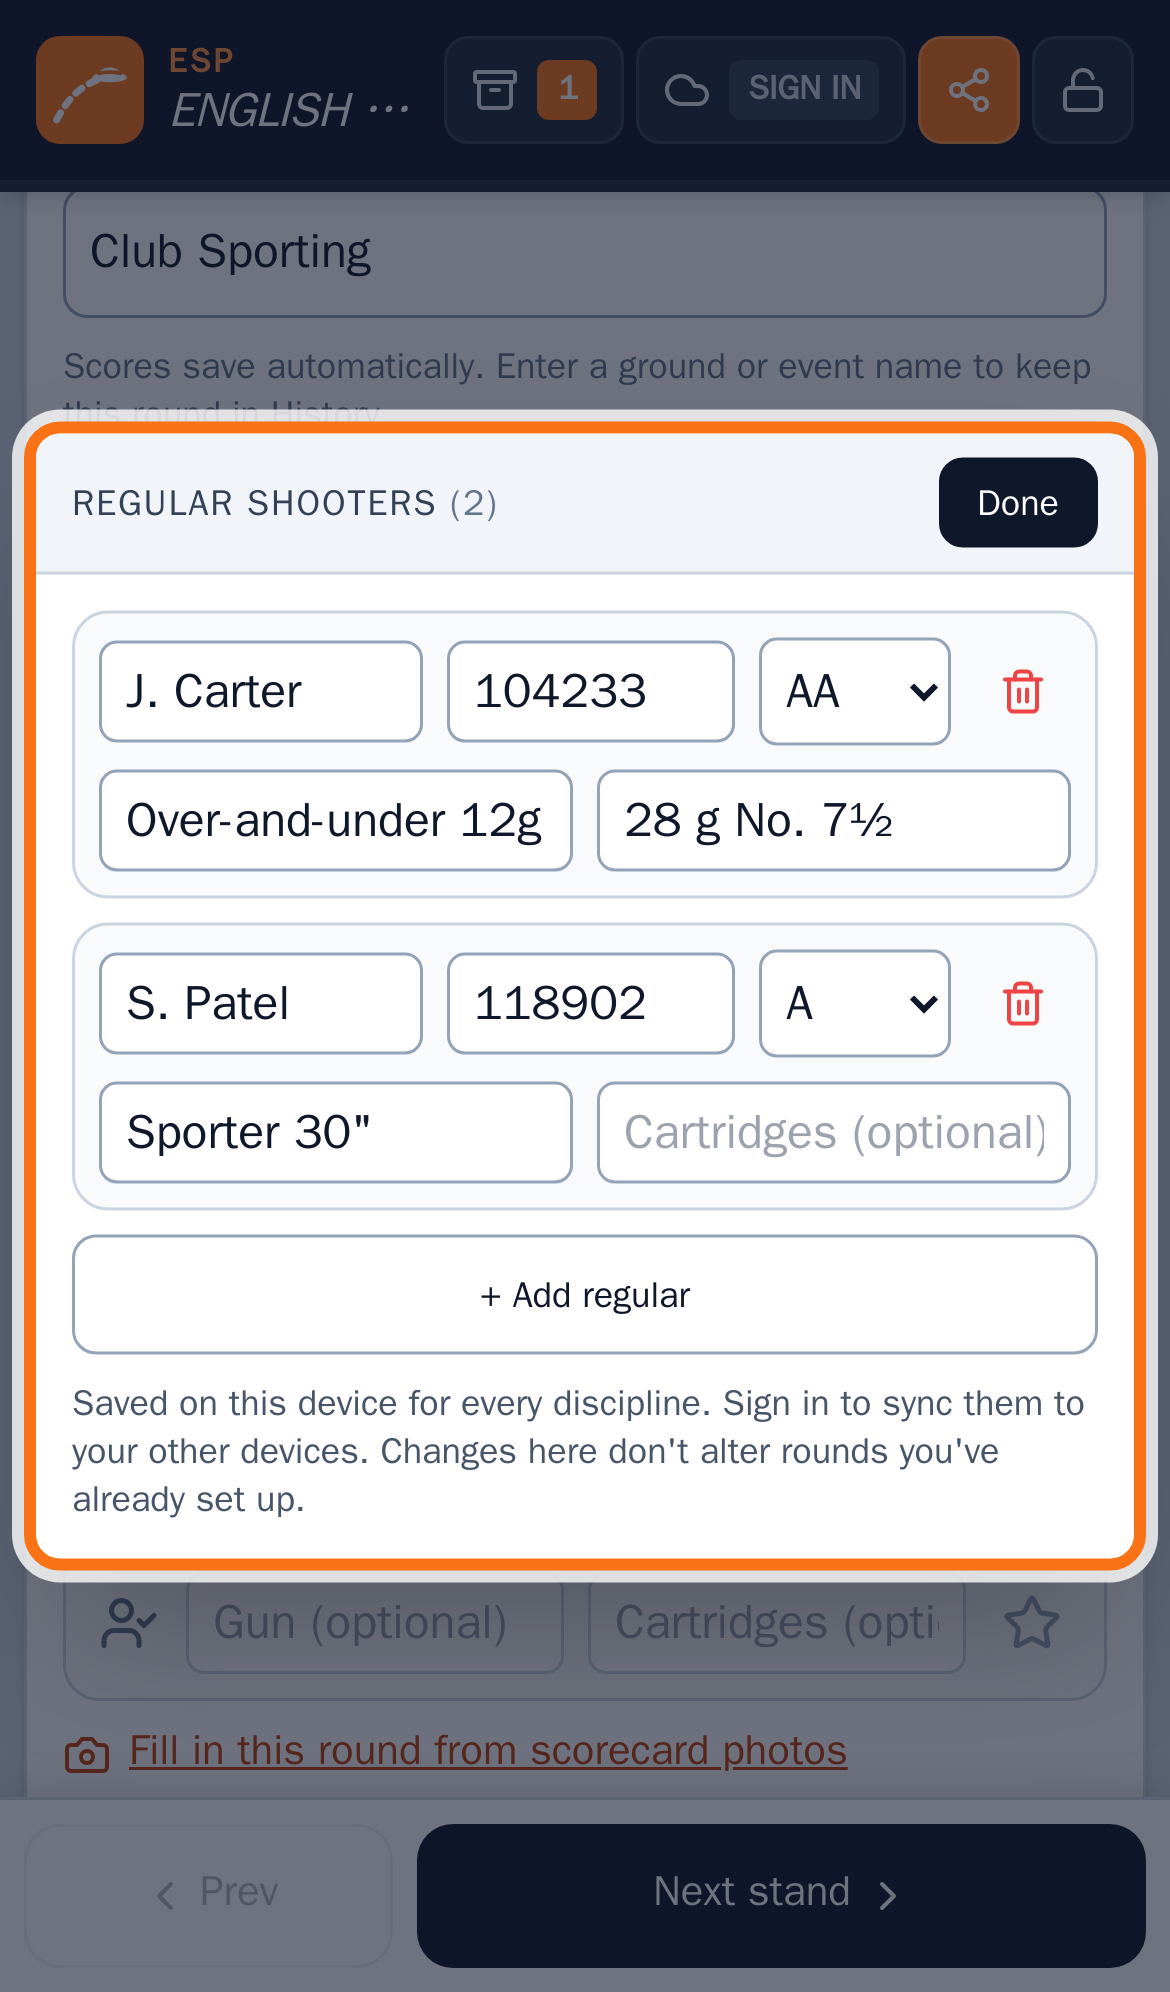 ESP
ENGLISH ...
1
SIGN IN
Club Sporting
Scores save automatically. Enter a ground or event name to keep
this round in History.
REGULAR SHOOTERS (2)
Done
J. Carter
104233
AA
Over-and-under 12g
28 g No. 7½
S. Patel
118902
A
Sporter 30"
Cartridges (optional)
+ Add regular
Saved on this device for every discipline. Sign in to sync them to
your other devices. Changes here don't alter rounds you've
already set up.
Gun (optional)
Cartridges (opti
Fill in this round from scorecard photos
Prev
Next stand